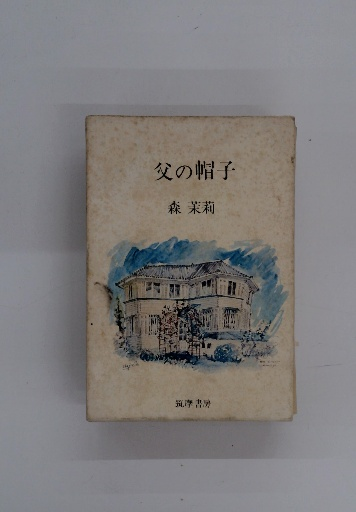 父の帽子
森 茉莉
筑摩書房